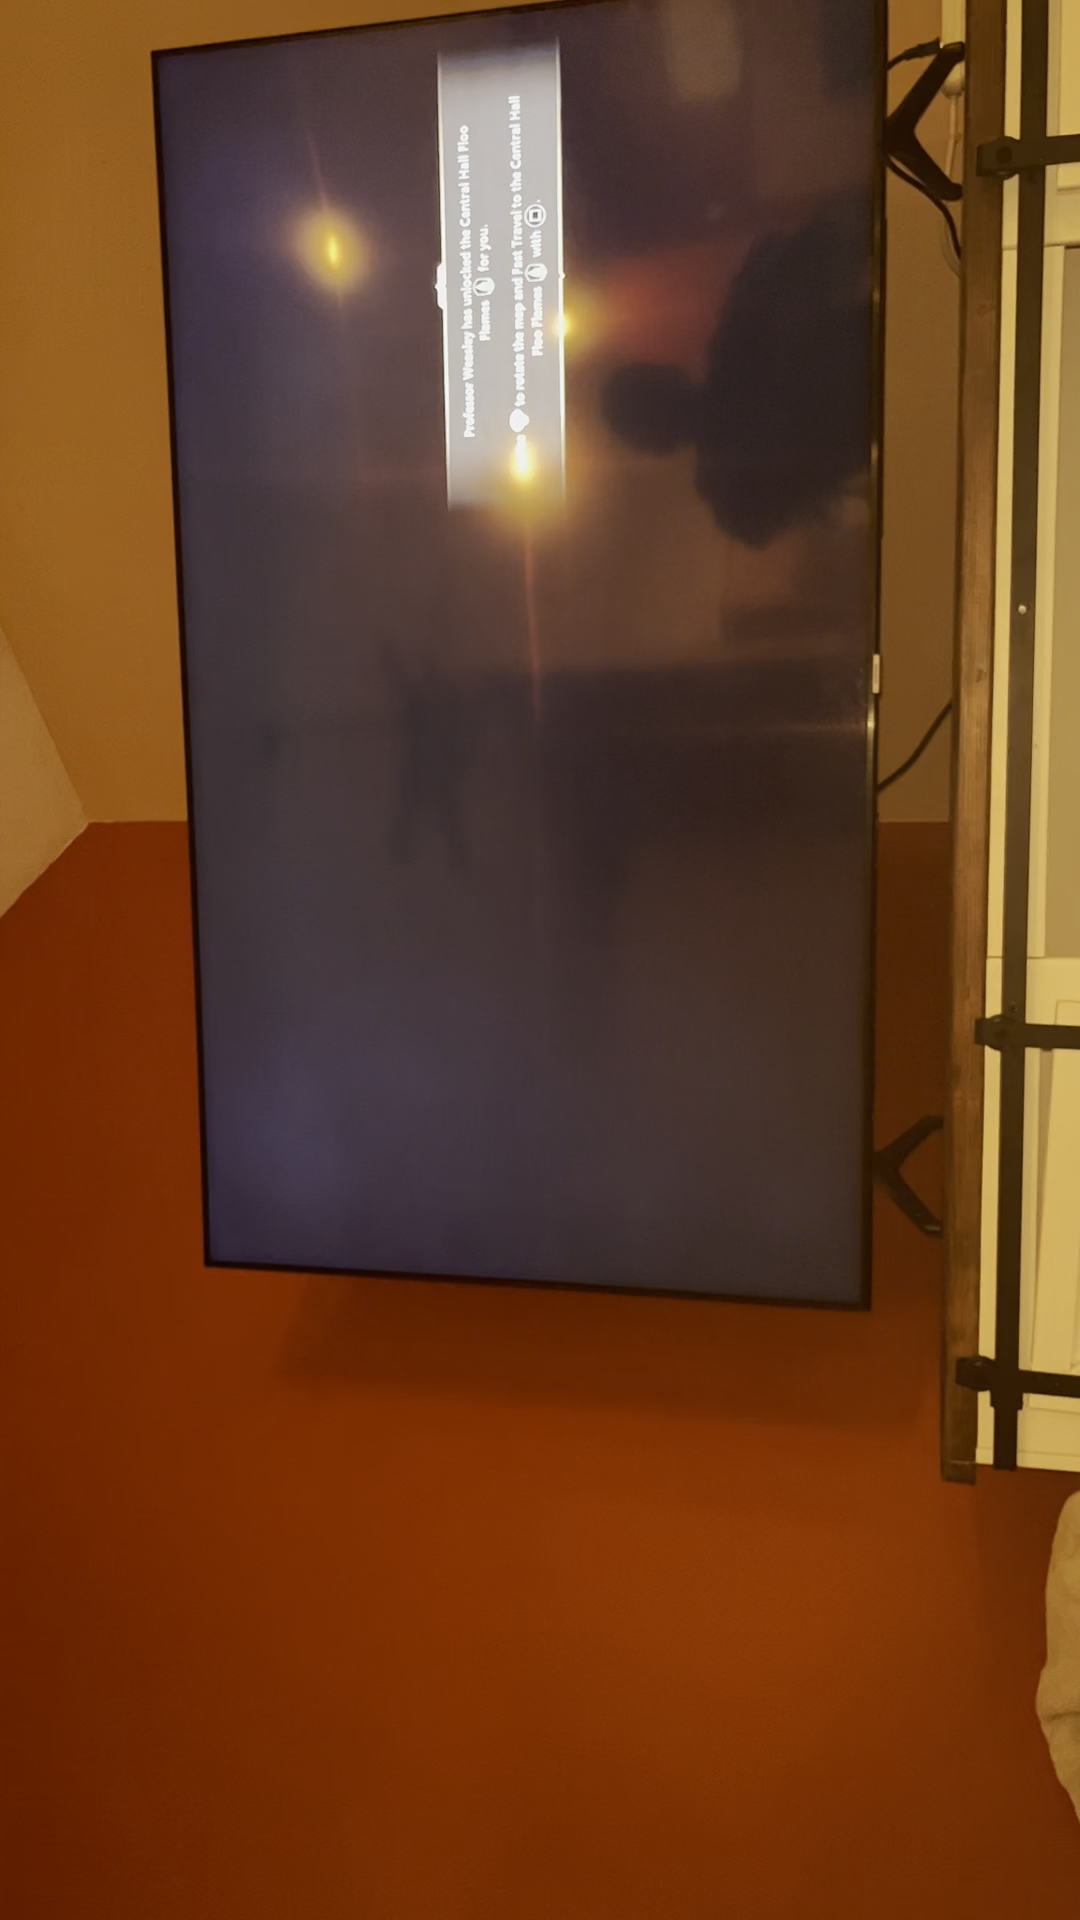 Professor Weasley has unlocked the Central Hall Floo
Flames for you.
to rotate the map and Fast Travel to the Central Hall
Floo Flames with .